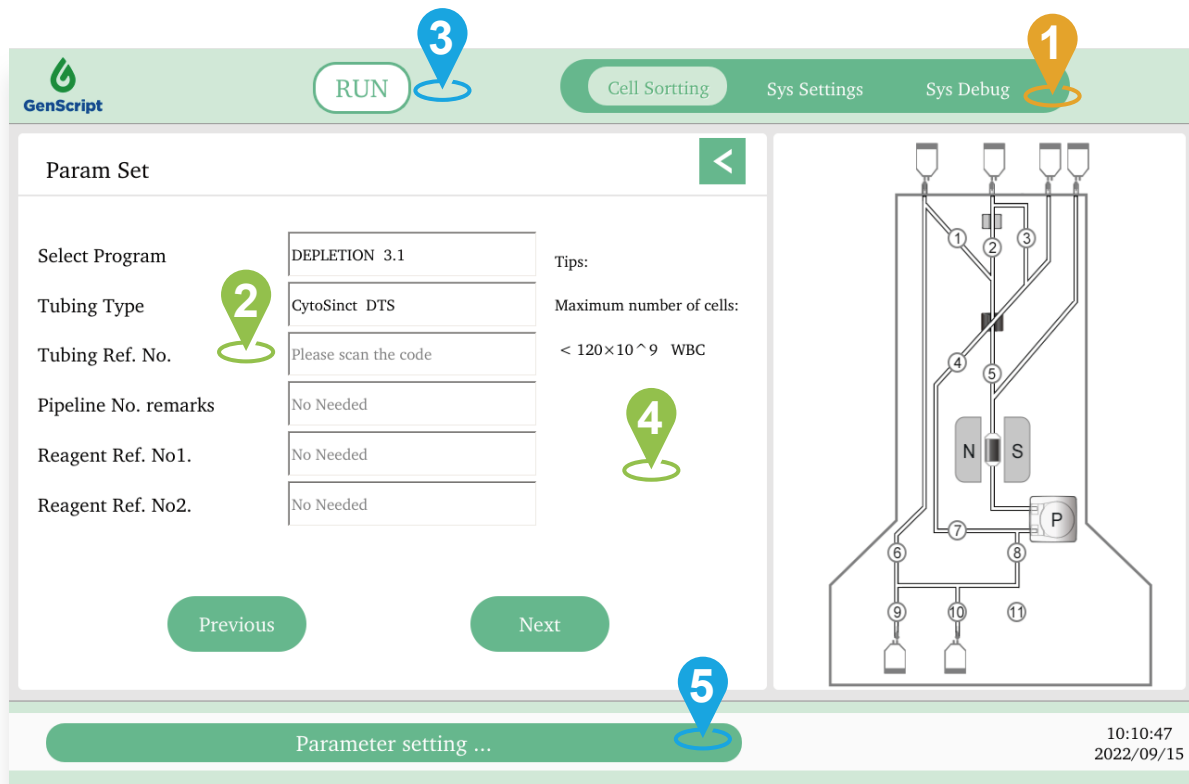 3
1
GenScript
RUN
Cell Sortting
Sys Settings
Sys Debug
Param Set
<
Select Program
DEPLETION 3.1
Tips:
2
Tubing Type
CytoSinct DTS
Maximum number of cells:
Tubing Ref. No.
Please scan the code
< 120×10^9 WBC
Pipeline No. remarks
No Needed
4
Reagent Ref. No1.
No Needed
Reagent Ref. No2.
No Needed
Previous
Next
1
2
3
4
5
N
S
P
7
6
8
9
10
11
5
Parameter setting ...
10:10:47
2022/09/15